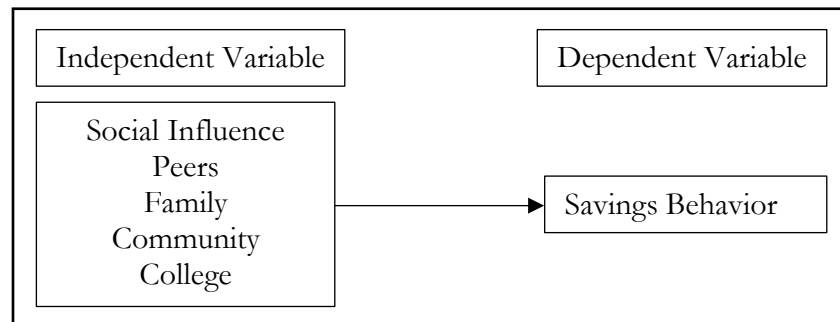 Independent Variable
Dependent Variable
Social Influence
Peers
Family
Community
College
Savings Behavior